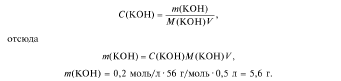 C(KOH) = m(KOH) / M(KOH)V,
отсюда
m(KOH) = C(KOH)M(KOH)V,
m(KOH) = 0,2 моль/л · 56 г/моль · 0,5 л = 5,6 г.